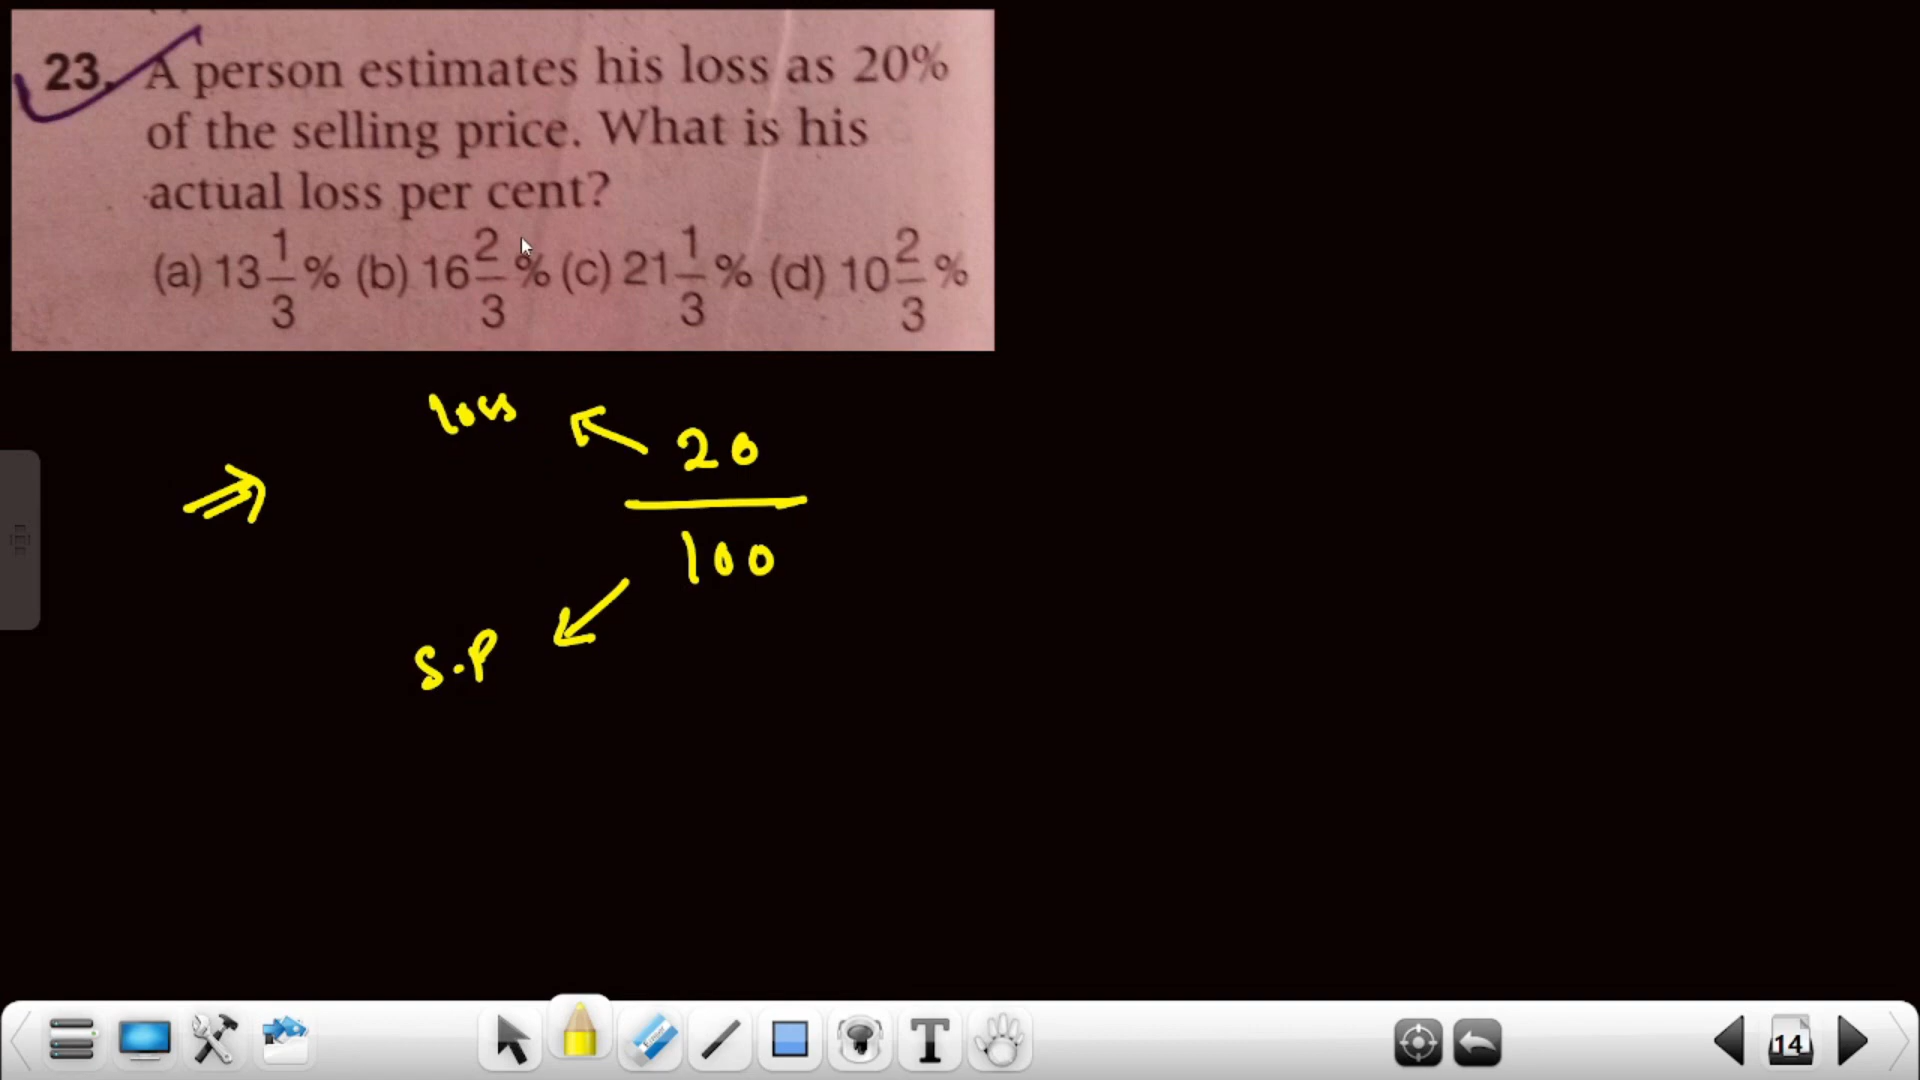 23. A person estimates his loss as 20%
of the selling price. What is his
actual loss per cent?
(a) 13 1/3 % (b) 16 2/3 % (c) 21 1/3 % (d) 10 2/3 %
loss
20
100
S.P
T
14